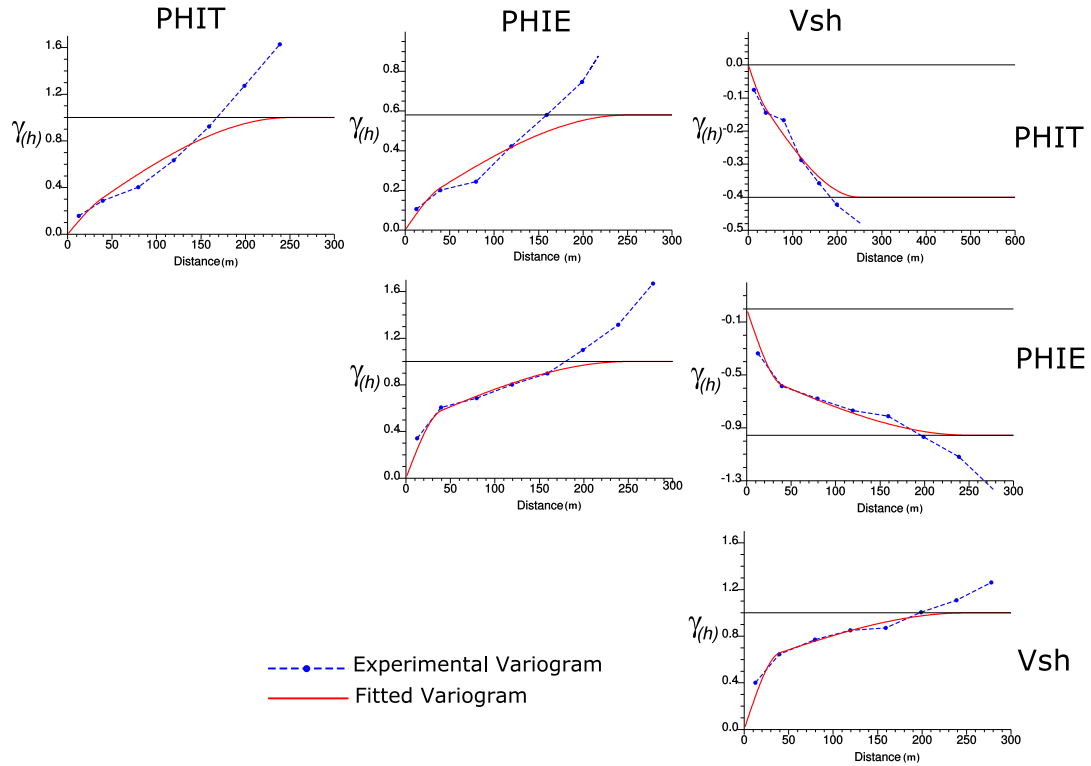 PHIT PHIE Vsh
1.6
1.2
0.8
0.4
0.0
γ(h)
0 50 100 150 200 250 300
Distance(m)
0.8
0.6
0.4
0.2
0.0
γ(h)
0 50 100 150 200 250 300
Distance (m)
0.0
-0.1
-0.2
-0.3
-0.4
-0.5
γ(h)
0 100 200 300 400 500 600
Distance (m)
PHIT
1.6
1.2
0.8
0.4
0.0
γ(h)
0 50 100 150 200 250 300
Distance(m)
-0.1
-0.5
-0.9
-1.3
γ(h)
0 50 100 150 200 250 300
Distance (m)
PHIE
1.6
1.2
0.8
0.4
0.0
γ(h)
0 50 100 150 200 250 300
Distance (m)
Vsh
Experimental Variogram
Fitted Variogram